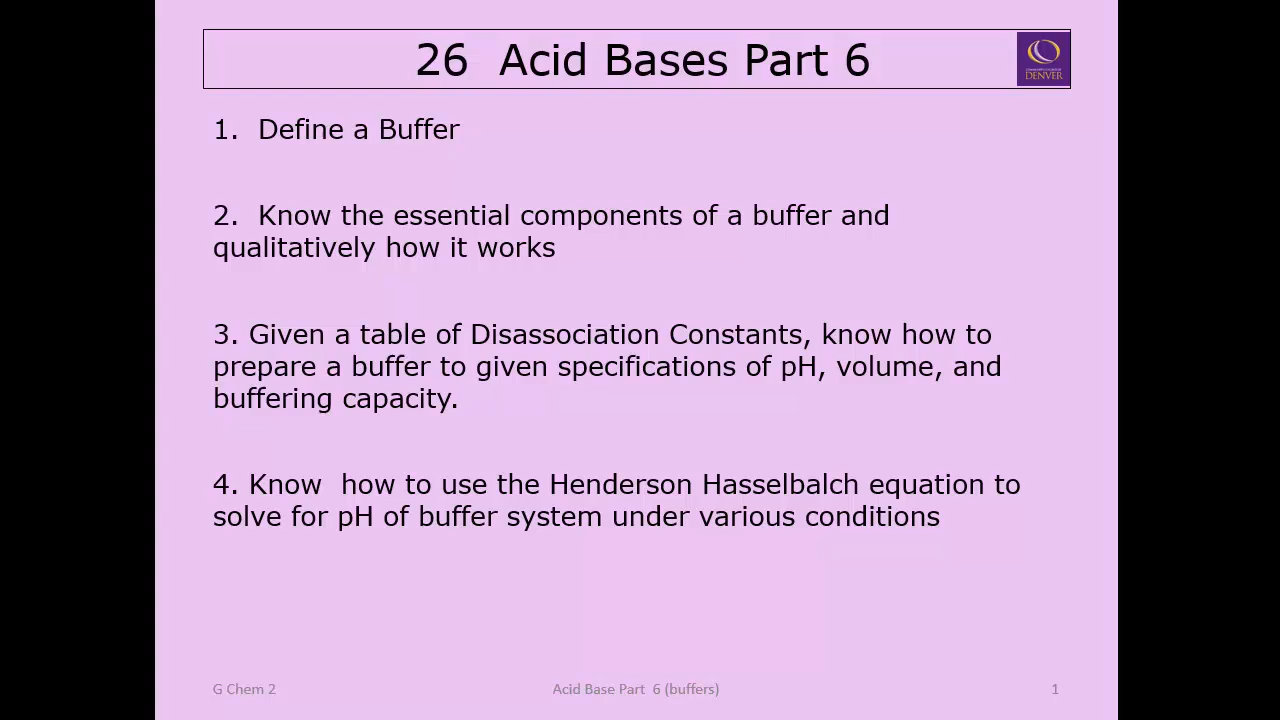 26  Acid Bases Part 6
DENVER
1.  Define a Buffer
2.  Know the essential components of a buffer and
qualitatively how it works
3. Given a table of Disassociation Constants, know how to
prepare a buffer to given specifications of pH, volume, and
buffering capacity.
4. Know  how to use the Henderson Hasselbalch equation to
solve for pH of buffer system under various conditions
G Chem 2
Acid Base Part  6 (buffers)
1